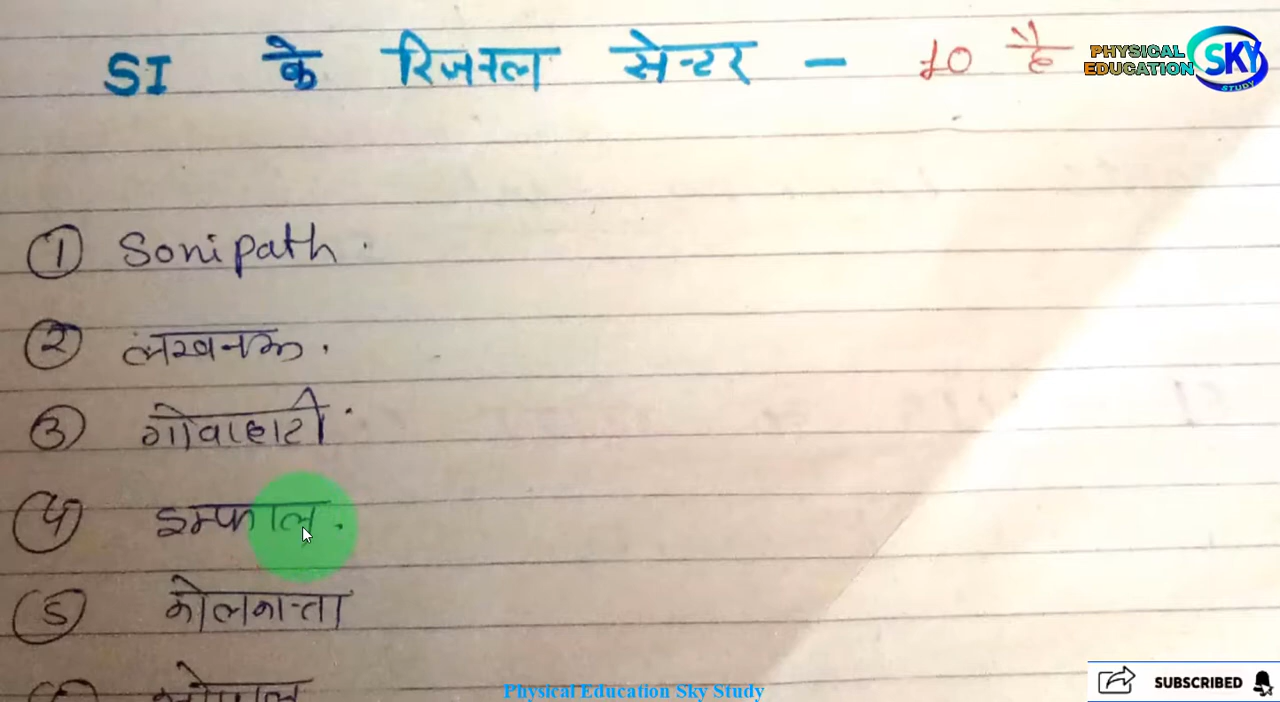 SI के रिजनल सेन्टर - 10 है
PHYSICAL EDUCATION SKY STUDY
① Sonipath.
② लखनऊ.
③ गोवाहाटी.
④ इम्फाल.
⑤ कोलकाता
भोपाल
Physical Education Sky Study
SUBSCRIBED